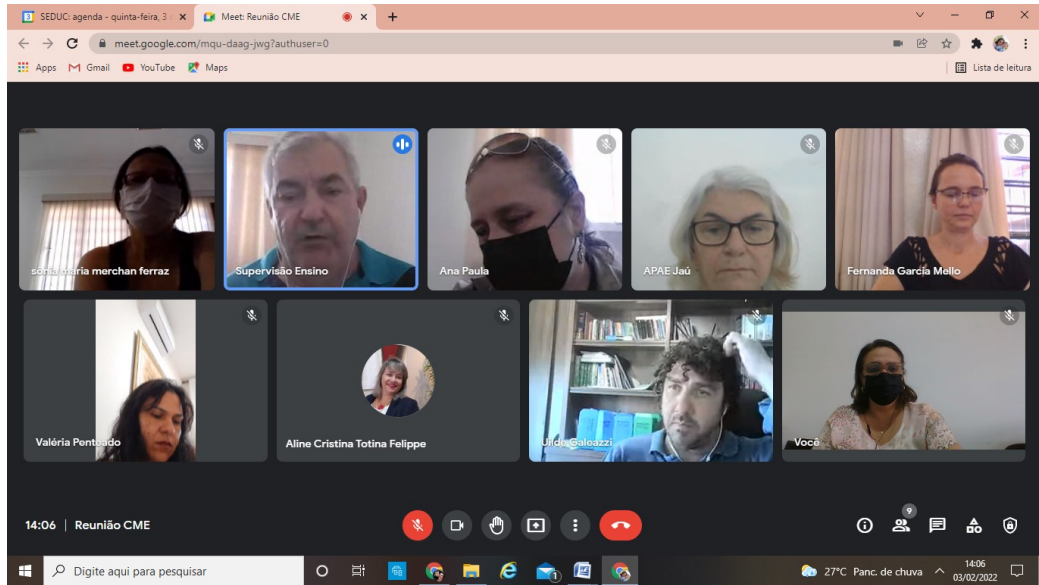 SEDUC: agenda - quinta-feira, 3
Meet: Reunião CME
meet.google.com/mqu-daag-jwg?authuser=0
Apps
Gmail
YouTube
Maps
Lista de leitura
sônia maria merchan ferraz
Supervisão Ensino
Ana Paula
APAE Jaú
Fernanda Garcia Mello
Valéria Penteado
Aline Cristina Totina Felippe
Galoazzi
Você
14:06 | Reunião CME
9
Digite aqui para pesquisar
27°C Panc. de chuva
14:06
03/02/2022